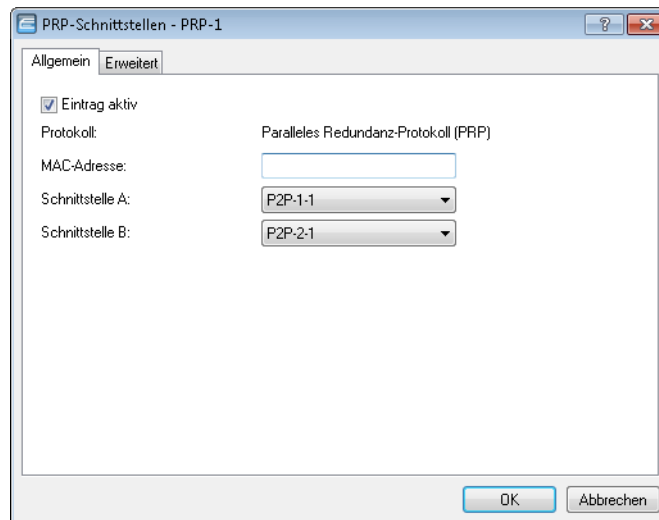 PRP-Schnittstellen - PRP-1
Allgemein Erweitert
Eintrag aktiv
Protokoll: Paralleles Redundanz-Protokoll (PRP)
MAC-Adresse:
Schnittstelle A: P2P-1-1
Schnittstelle B: P2P-2-1
OK Abbrechen